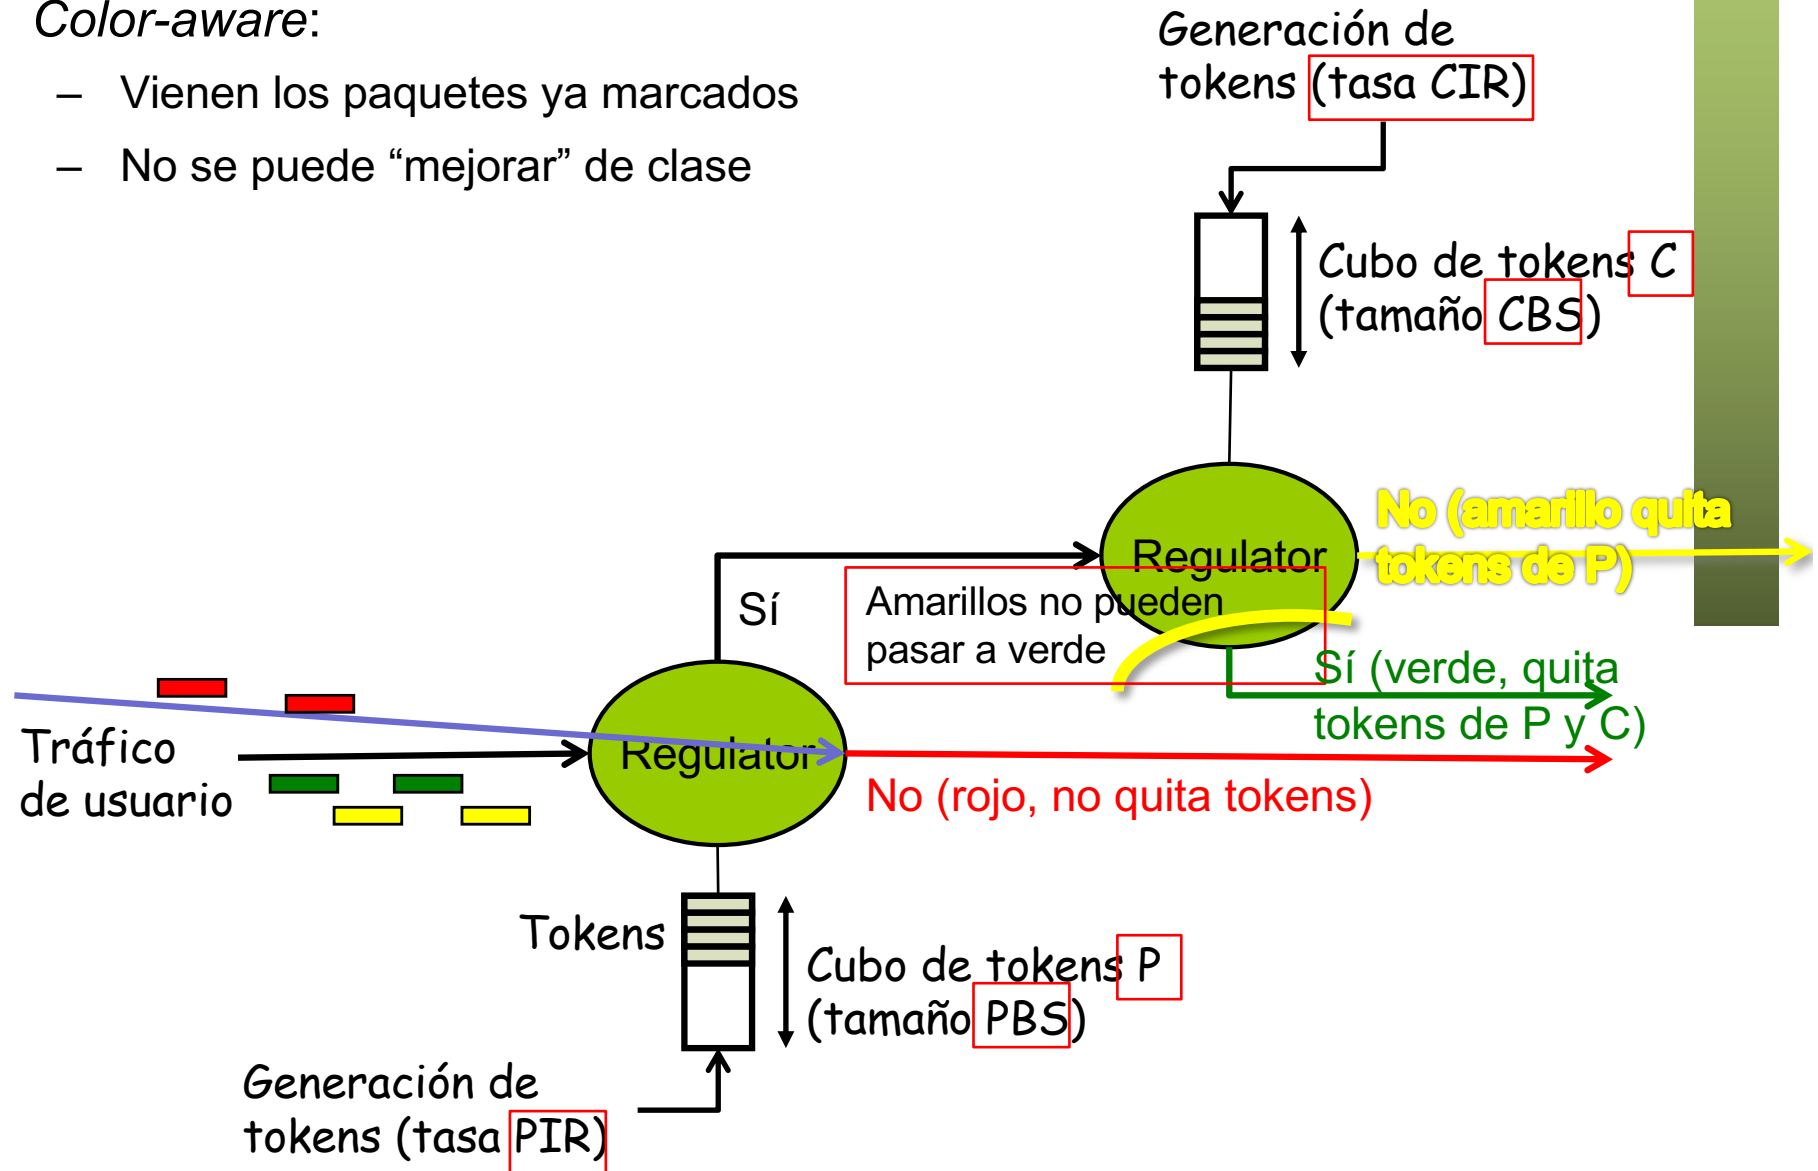 Color-aware:
– Vienen los paquetes ya marcados
– No se puede “mejorar” de clase
Generación de
tokens (tasa CIR)
Cubo de tokens C
(tamaño CBS)
Regulator
No (amarillo quita
tokens de P)
Sí
Amarillos no pueden
pasar a verde
Sí (verde, quita
tokens de P y C)
Tráfico
de usuario
Regulator
No (rojo, no quita tokens)
Tokens
Cubo de tokens P
(tamaño PBS)
Generación de
tokens (tasa PIR)